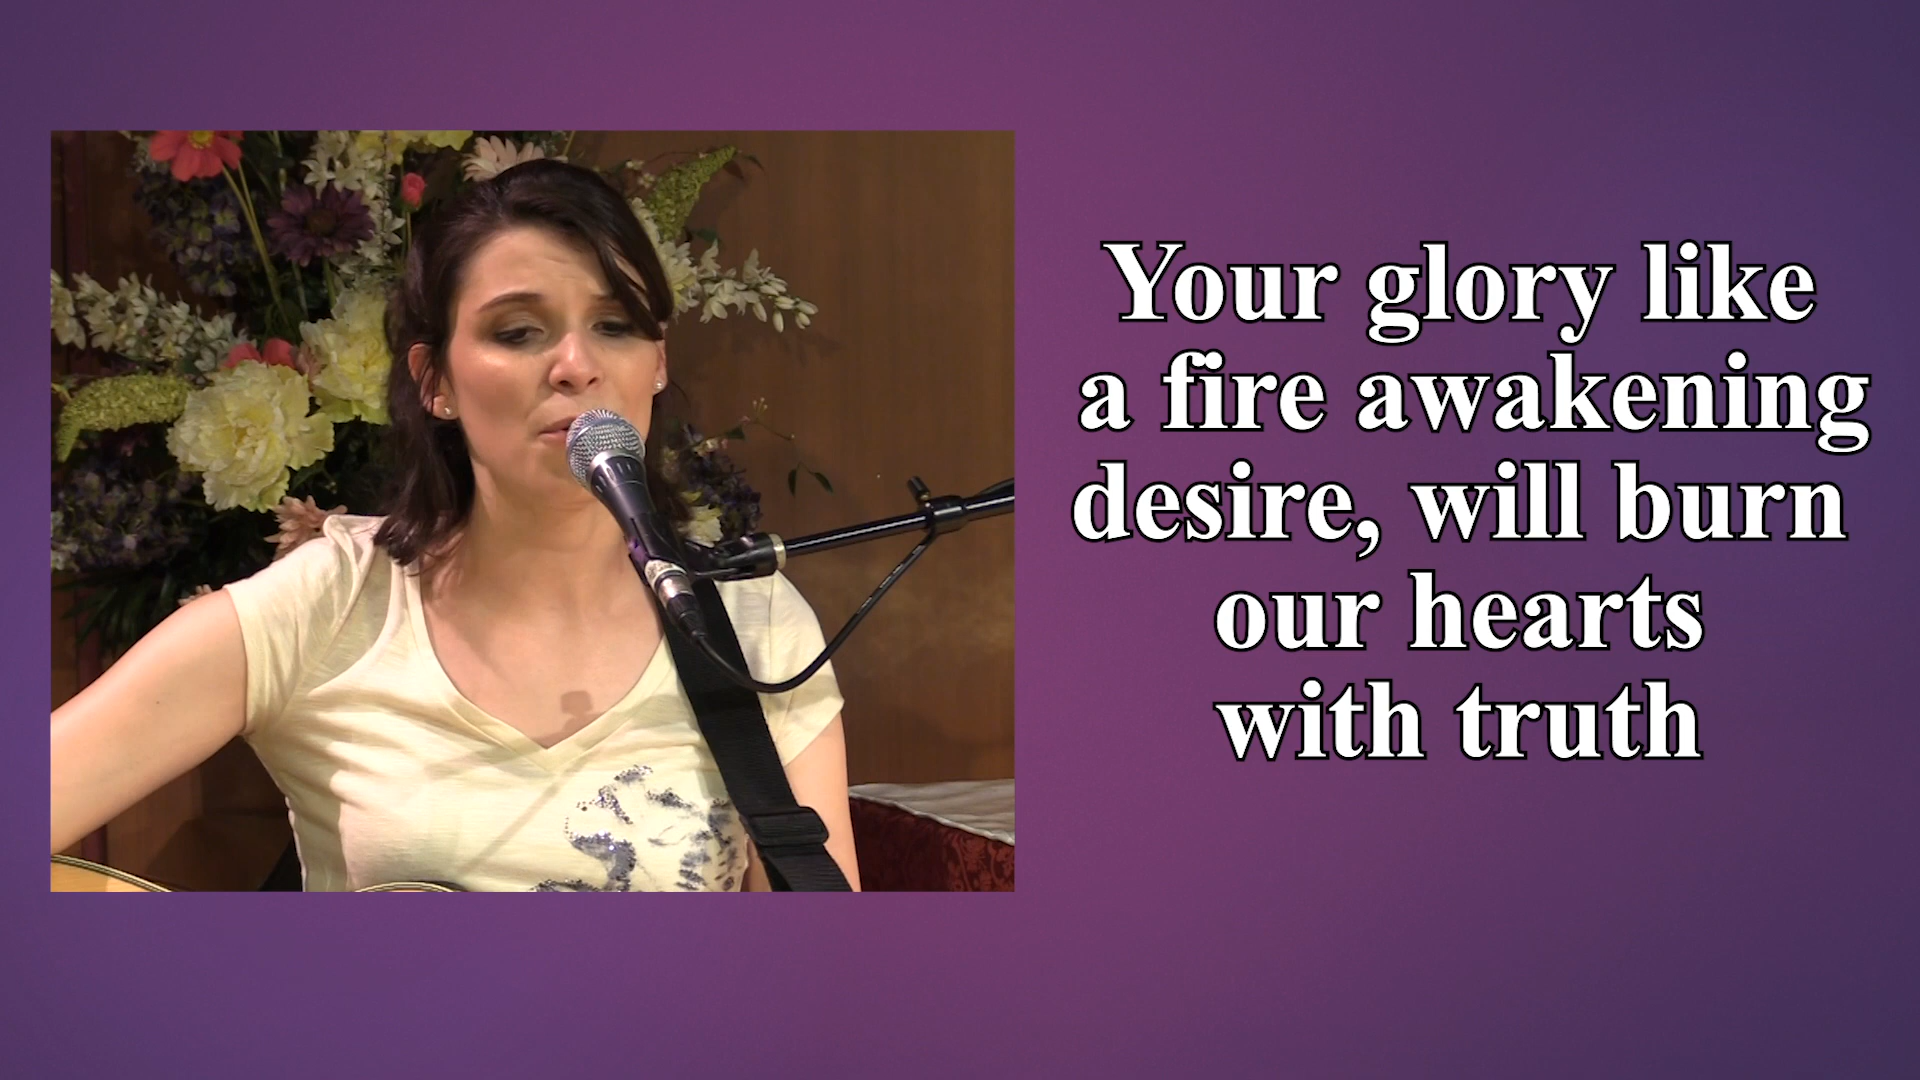 Your glory like
a fire awakening
desire, will burn
our hearts
with truth